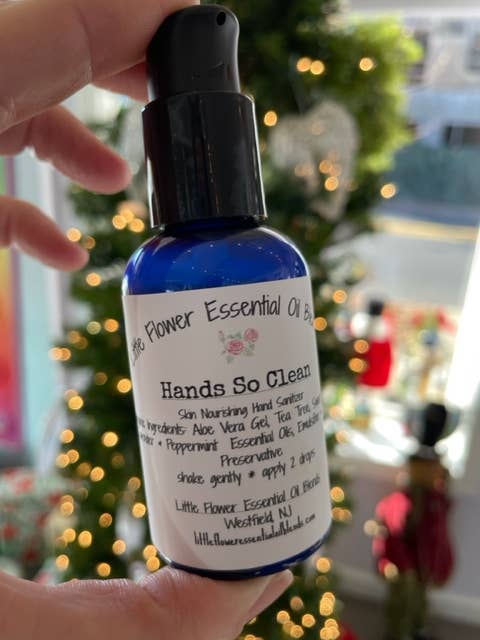 Little Flower Essential Oil
Hands So Clean
Skin Nourishing Hand Sanitizer
Ingredients: Aloe Vera Gel, Tea Tree,
* Peppermint Essential Oils,
Preservative
shake gently * apply 2 drops
Little Flower Essential Oil Blends
Westfield, NJ
littlefloweressentialoilblends.com